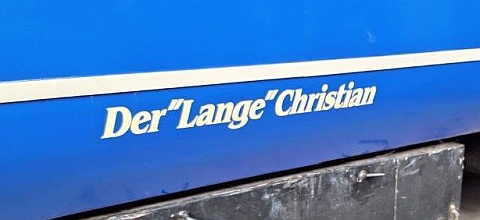 Der "Lange" Christian